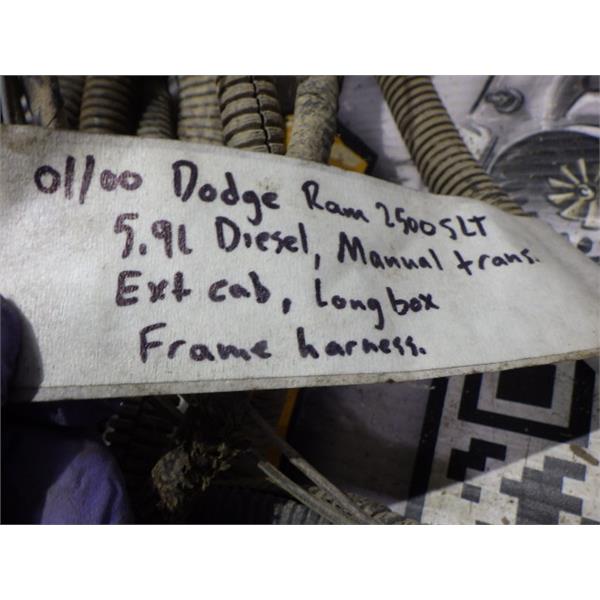 01/00 Dodge Ram 2500 SLT
5.9L Diesel, Manual trans.
Ext cab, Longbox
Frame harness.